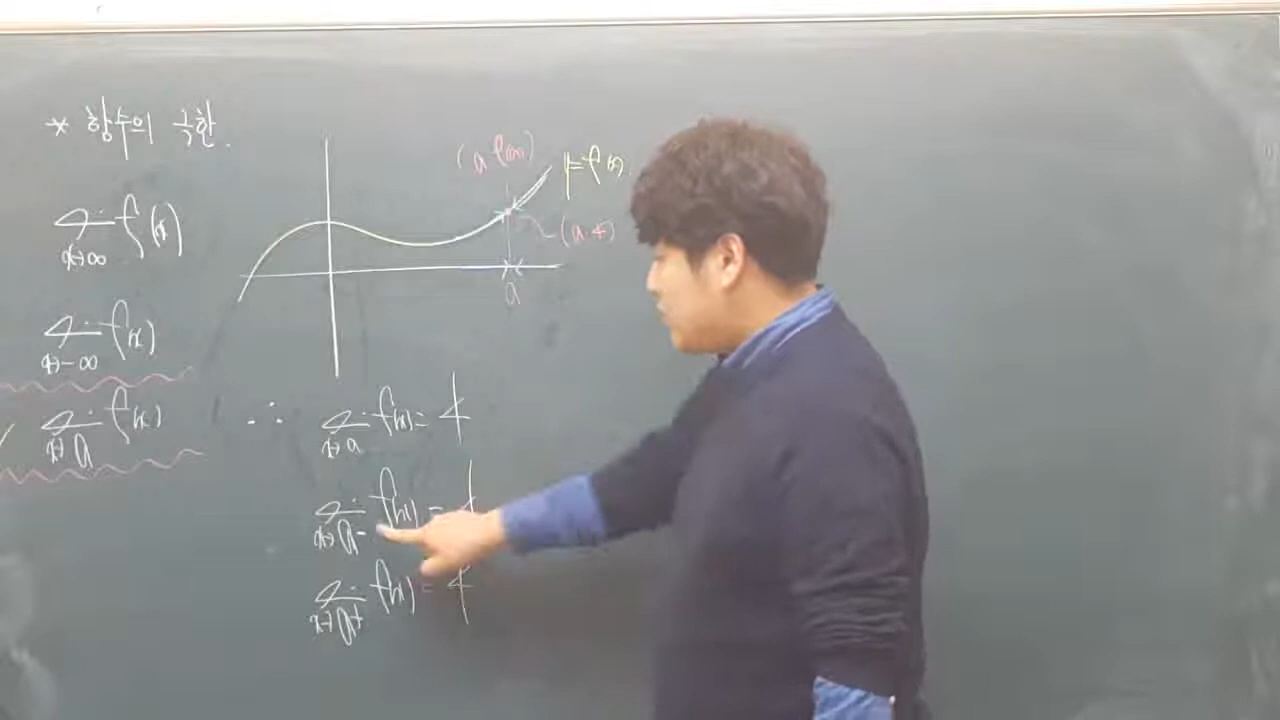 * 함수의 극한.
lim f(x)
x→∞
lim f(x)
x→-∞
lim f(x)
x→a
(a, f(a))
y=f(x).
(a, 4)
a
∴ lim f(x) = 4
x→a
lim f(x) = 4
x→a-
lim f(x) = 4
x→a+